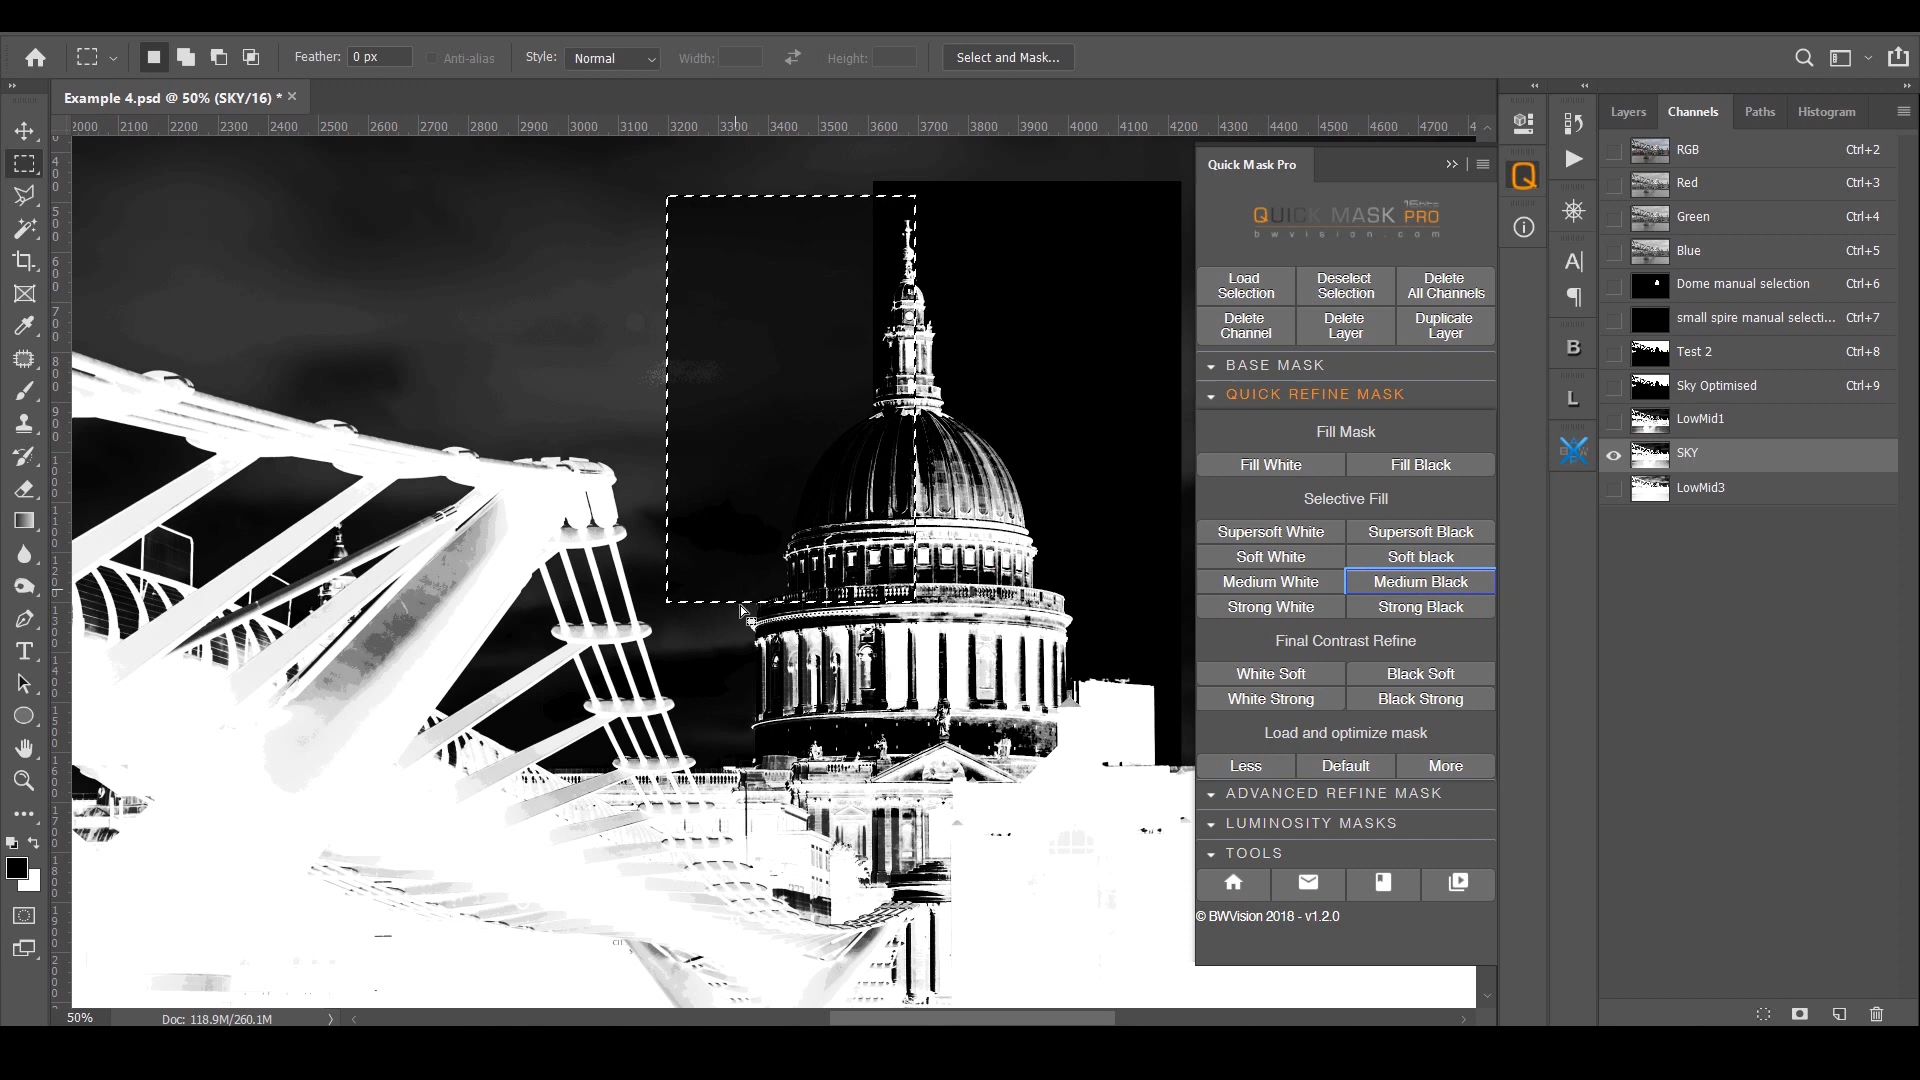 Feather: 0 px Anti-alias Style: Normal Width: Height: Select and Mask...
Example 4.psd @ 50% (SKY/16) * ×
2000 2100 2200 2300 2400 2500 2600 2700 2800 2900 3000 3100 3200 3300 3400 3500 3600 3700 3800 3900 4000 4100 4200 4300 4400 4500 4600 4700 4
Quick Mask Pro
QUICK MASK PRO
16bits
bwvision.com
Load Selection
Deselect Selection
Delete All Channels
Delete Channel
Delete Layer
Duplicate Layer
BASE MASK
QUICK REFINE MASK
Fill Mask
Fill White Fill Black
Selective Fill
Supersoft White Supersoft Black
Soft White Soft black
Medium White Medium Black
Strong White Strong Black
Final Contrast Refine
White Soft Black Soft
White Strong Black Strong
Load and optimize mask
Less Default More
ADVANCED REFINE MASK
LUMINOSITY MASKS
TOOLS
© BWVision 2018 - v1.2.0
Layers Channels Paths Histogram
RGB Ctrl+2
Red Ctrl+3
Green Ctrl+4
Blue Ctrl+5
Dome manual selection Ctrl+6
small spire manual selecti... Ctrl+7
Test 2 Ctrl+8
Sky Optimised Ctrl+9
LowMid1
SKY
LowMid3
50% Doc: 118.9M/260.1M